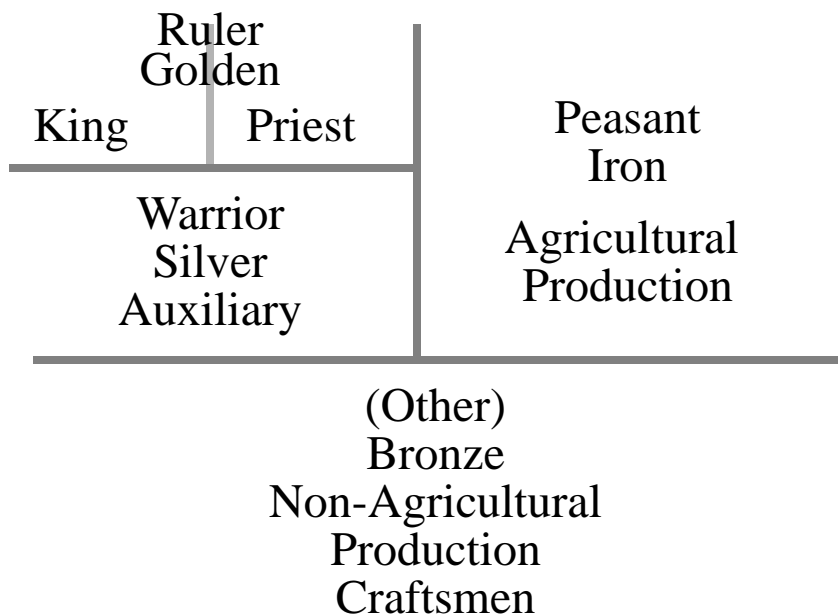 Ruler
Golden
King
Priest
Warrior
Silver
Auxiliary
Peasant
Iron
Agricultural
Production
(Other)
Bronze
Non-Agricultural
Production
Craftsmen